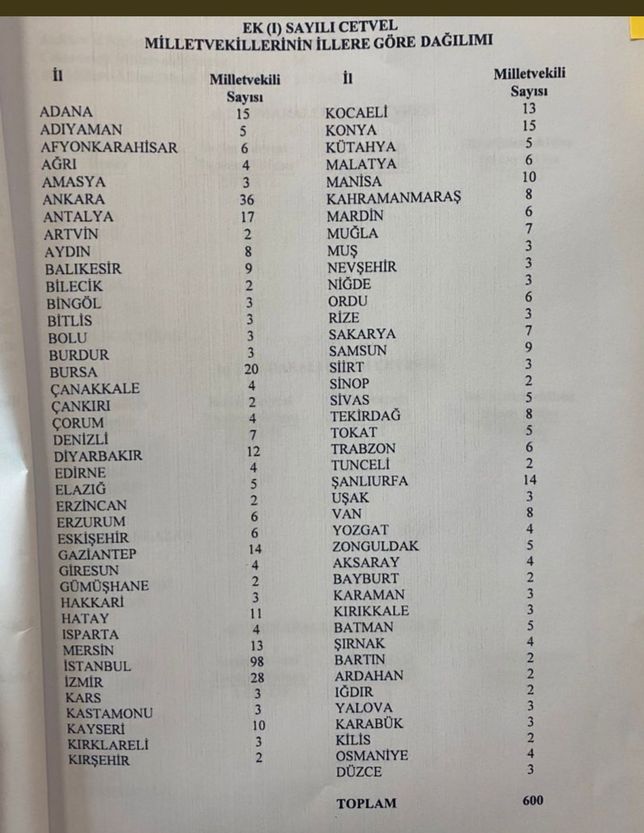 EK (I) SAYILI CETVEL
MİLLETVEKİLLERİNİN İLLERE GÖRE DAĞILIMI
İl Milletvekili Sayısı
ADANA 15
ADIYAMAN 5
AFYONKARAHİSAR 6
AĞRI 4
AMASYA 3
ANKARA 36
ANTALYA 17
ARTVİN 2
AYDIN 8
BALIKESİR 9
BİLECİK 2
BİNGÖL 3
BİTLİS 3
BOLU 3
BURDUR 3
BURSA 20
ÇANAKKALE 4
ÇANKIRI 2
ÇORUM 4
DENİZLİ 7
DİYARBAKIR 12
EDİRNE 4
ELAZIĞ 5
ERZİNCAN 2
ERZURUM 6
ESKİŞEHİR 6
GAZİANTEP 14
GİRESUN 4
GÜMÜŞHANE 2
HAKKARİ 3
HATAY 11
ISPARTA 4
MERSİN 13
İSTANBUL 98
İZMİR 28
KARS 3
KASTAMONU 3
KAYSERİ 10
KIRKLARELİ 3
KIRŞEHİR 2
İl Milletvekili Sayısı
KOCAELİ 13
KONYA 15
KÜTAHYA 5
MALATYA 6
MANİSA 10
KAHRAMANMARAŞ 8
MARDİN 6
MUĞLA 7
MUŞ 3
NEVŞEHİR 3
NİĞDE 3
ORDU 6
RİZE 3
SAKARYA 7
SAMSUN 9
SİİRT 3
SİNOP 2
SİVAS 5
TEKİRDAĞ 8
TOKAT 5
TRABZON 6
TUNCELİ 2
ŞANLIURFA 14
UŞAK 3
VAN 8
YOZGAT 4
ZONGULDAK 5
AKSARAY 4
BAYBURT 2
KARAMAN 3
KIRIKKALE 3
BATMAN 5
ŞIRNAK 4
BARTIN 2
ARDAHAN 2
IĞDIR 2
YALOVA 3
KARABÜK 3
KİLİS 2
OSMANİYE 4
DÜZCE 3
TOPLAM 600